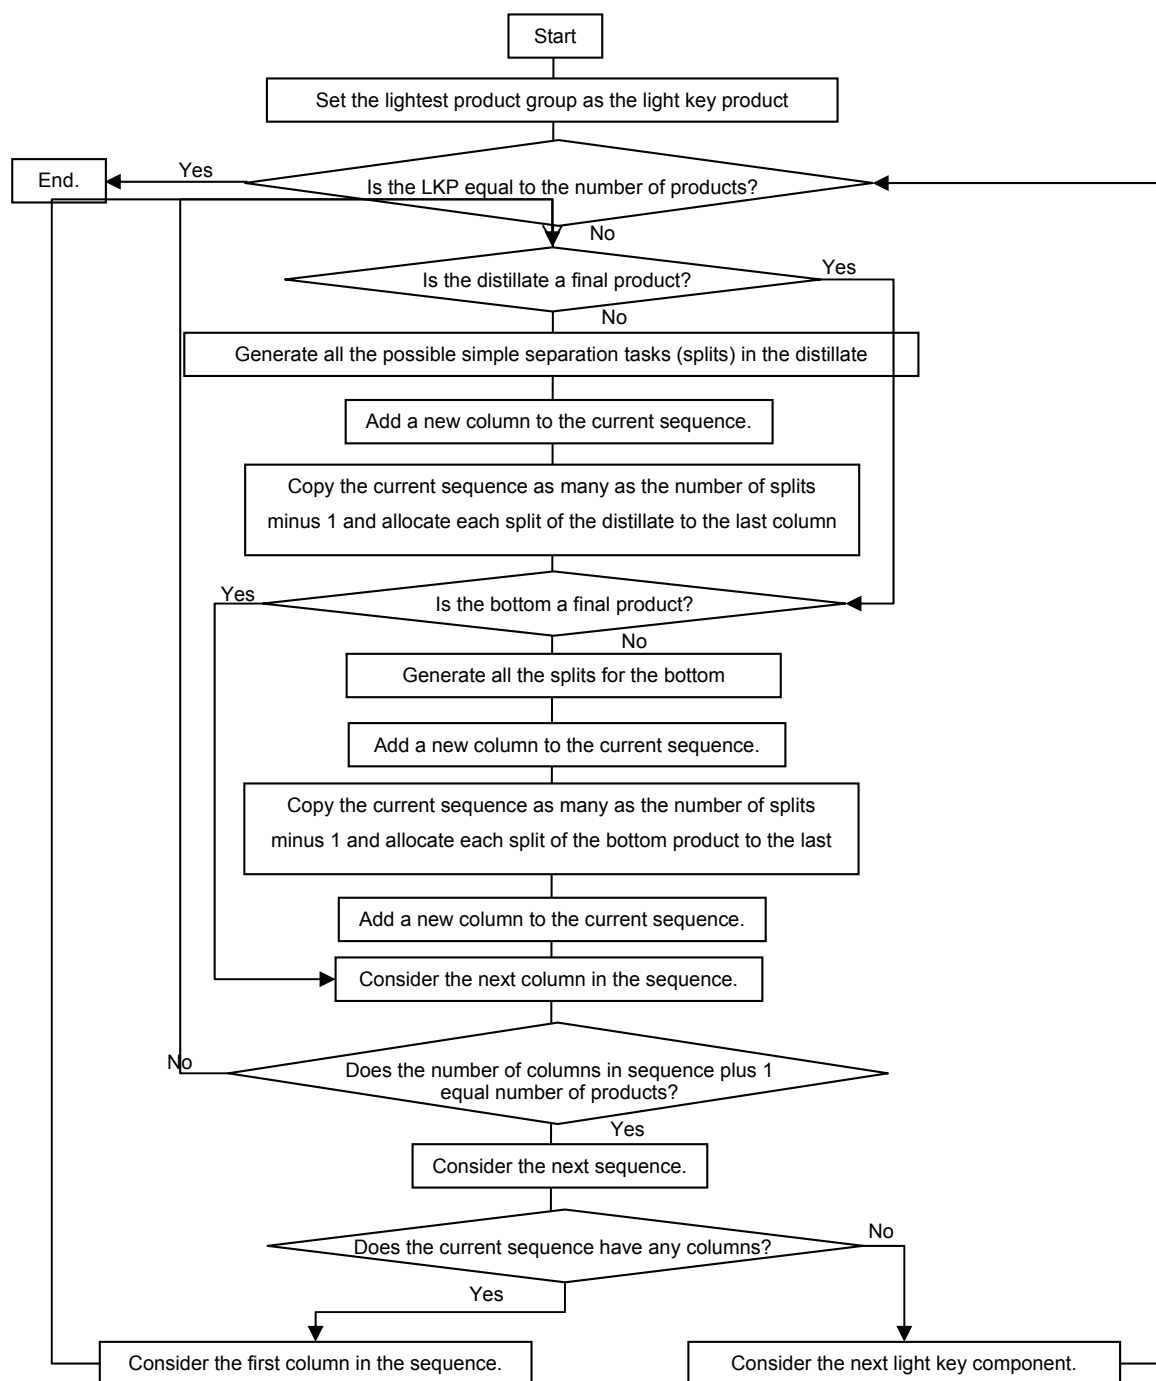 Start
Set the lightest product group as the light key product
End.
Yes
Is the LKP equal to the number of products?
No
Is the distillate a final product?
Yes
No
Generate all the possible simple separation tasks (splits) in the distillate
Add a new column to the current sequence.
Copy the current sequence as many as the number of splits
minus 1 and allocate each split of the distillate to the last column
Yes
Is the bottom a final product?
No
Generate all the splits for the bottom
Add a new column to the current sequence.
Copy the current sequence as many as the number of splits
minus 1 and allocate each split of the bottom product to the last
Add a new column to the current sequence.
Consider the next column in the sequence.
No
Does the number of columns in sequence plus 1
equal number of products?
Yes
Consider the next sequence.
No
Does the current sequence have any columns?
Yes
Consider the first column in the sequence.
Consider the next light key component.